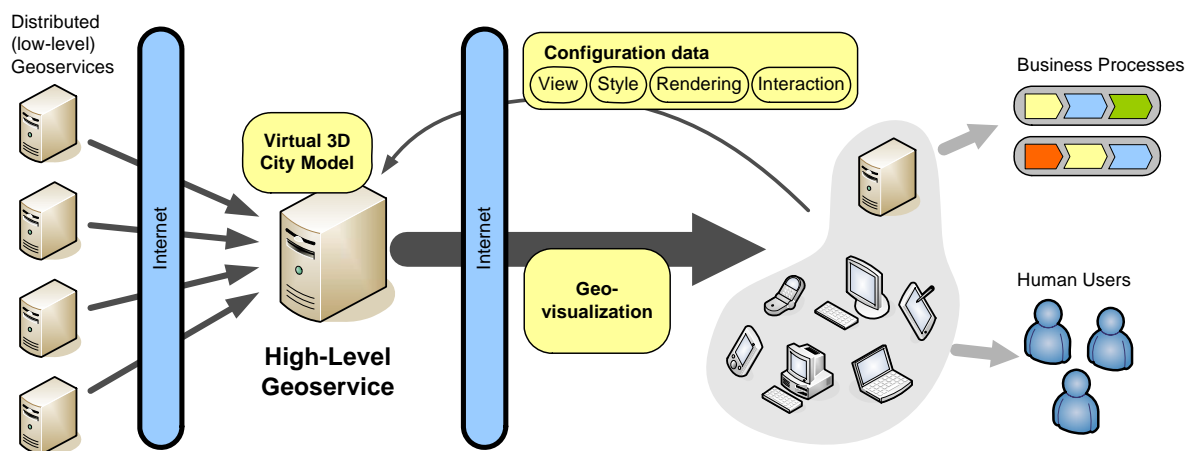 Distributed
(low-level)
Geoservices
Internet
Virtual 3D
City Model
High-Level
Geoservice
Internet
Configuration data
View Style Rendering Interaction
Geo-
visualization
Business Processes
Human Users